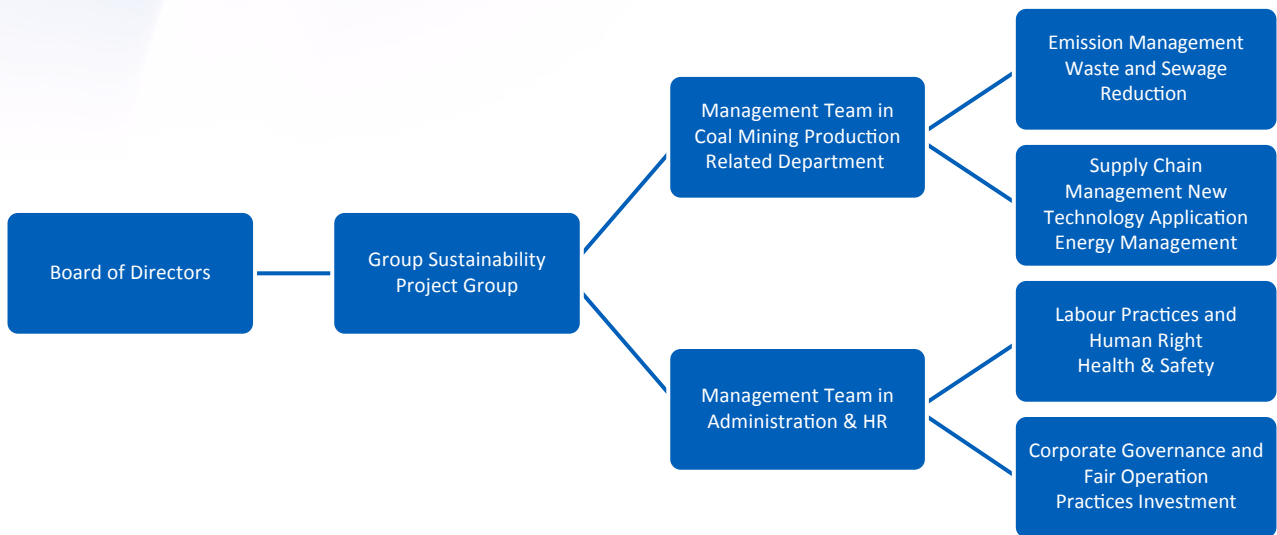 Board of Directors
Group Sustainability
Project Group
Management Team in
Coal Mining Production
Related Department
Management Team in
Administration & HR
Emission Management
Waste and Sewage
Reduction
Supply Chain
Management New
Technology Application
Energy Management
Labour Practices and
Human Right
Health & Safety
Corporate Governance and
Fair Operation
Practices Investment